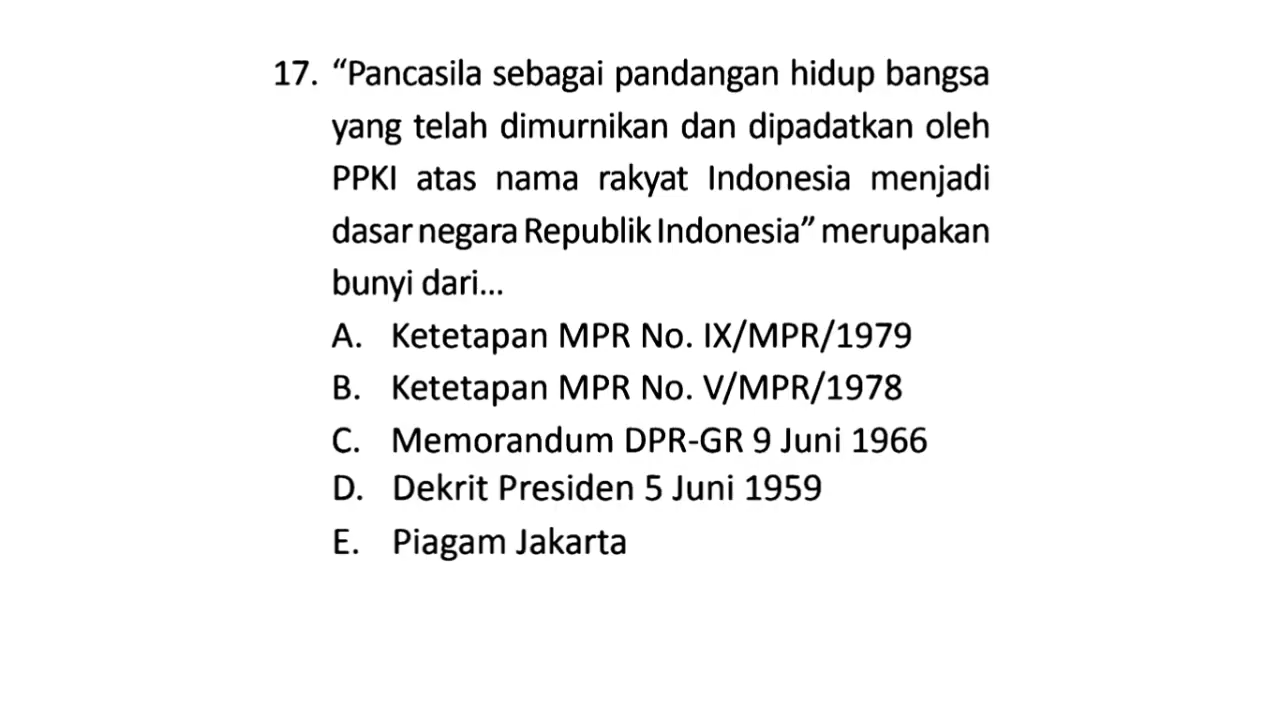 17. “Pancasila sebagai pandangan hidup bangsa
yang telah dimurnikan dan dipadatkan oleh
PPKI atas nama rakyat Indonesia menjadi
dasar negara Republik Indonesia” merupakan
bunyi dari...
A. Ketetapan MPR No. IX/MPR/1979
B. Ketetapan MPR No. V/MPR/1978
C. Memorandum DPR-GR 9 Juni 1966
D. Dekrit Presiden 5 Juni 1959
E. Piagam Jakarta